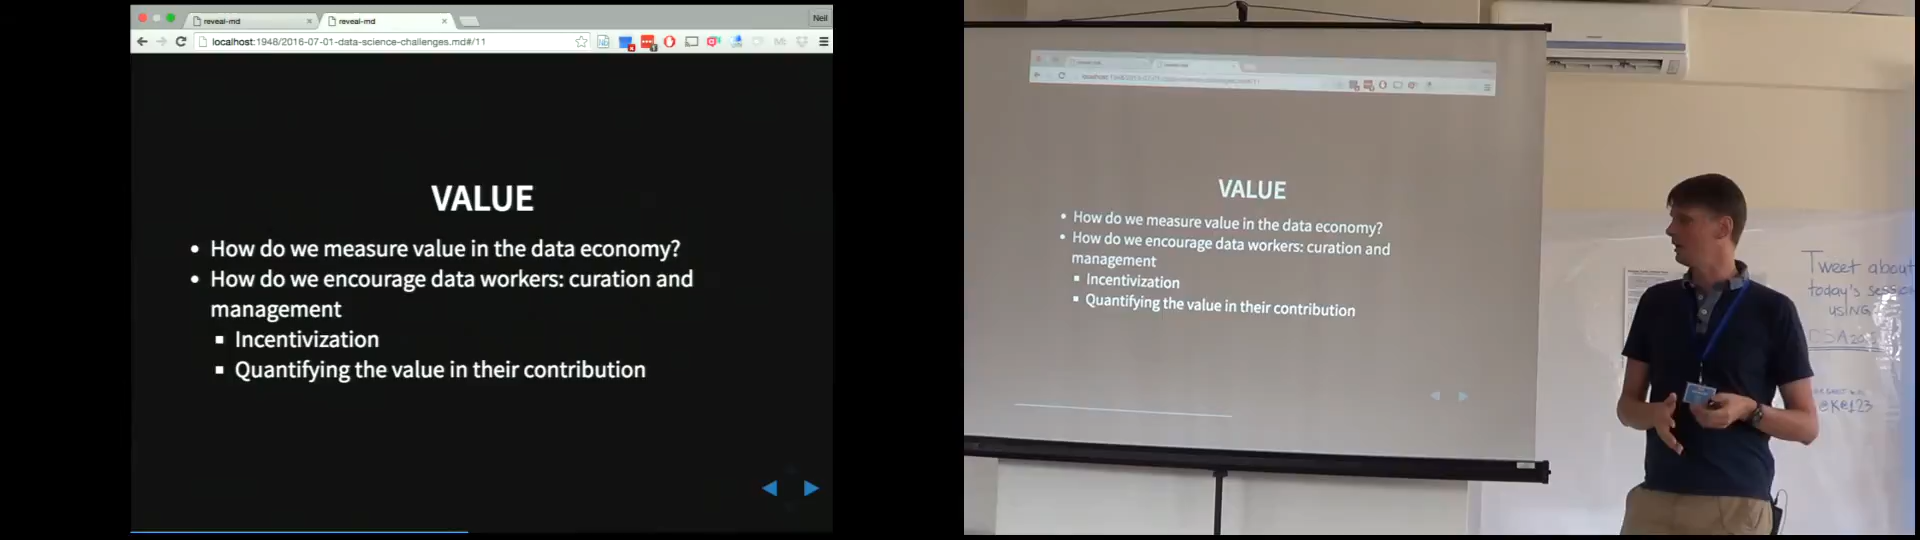 reveal-md
reveal-md
Neil
localhost:1948/2016-07-01-data-science-challenges.md#/11
VALUE
• How do we measure value in the data economy?
• How do we encourage data workers: curation and
management
▪ Incentivization
▪ Quantifying the value in their contribution
VALUE
• How do we measure value in the data economy?
• How do we encourage data workers: curation and
management
▪ Incentivization
▪ Quantifying the value in their contribution
Tweet about
today's session
USING